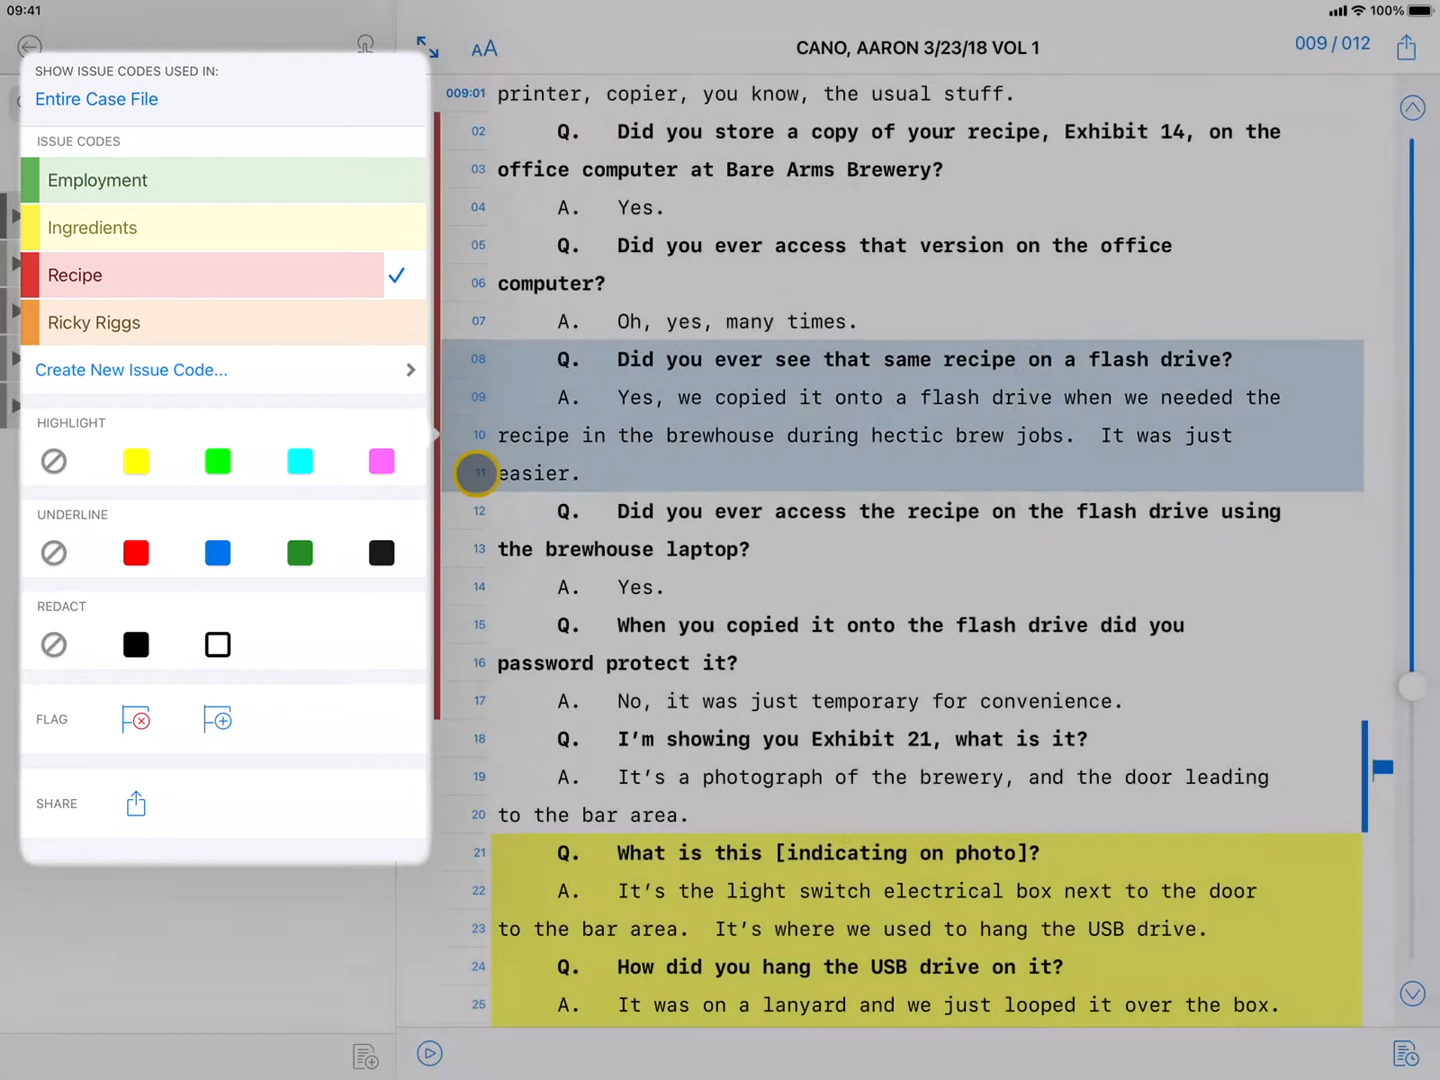 09:41
100%
SHOW ISSUE CODES USED IN:
Entire Case File
ISSUE CODES
Employment
Ingredients
Recipe
Ricky Riggs
Create New Issue Code...
HIGHLIGHT
UNDERLINE
REDACT
FLAG
SHARE
AA
CANO, AARON 3/23/18 VOL 1
009 / 012
009:01 printer, copier, you know, the usual stuff.
02 Q. Did you store a copy of your recipe, Exhibit 14, on the
03 office computer at Bare Arms Brewery?
04 A. Yes.
05 Q. Did you ever access that version on the office
06 computer?
07 A. Oh, yes, many times.
08 Q. Did you ever see that same recipe on a flash drive?
09 A. Yes, we copied it onto a flash drive when we needed the
10 recipe in the brewhouse during hectic brew jobs. It was just
11 easier.
12 Q. Did you ever access the recipe on the flash drive using
13 the brewhouse laptop?
14 A. Yes.
15 Q. When you copied it onto the flash drive did you
16 password protect it?
17 A. No, it was just temporary for convenience.
18 Q. I'm showing you Exhibit 21, what is it?
19 A. It's a photograph of the brewery, and the door leading
20 to the bar area.
21 Q. What is this [indicating on photo]?
22 A. It's the light switch electrical box next to the door
23 to the bar area. It's where we used to hang the USB drive.
24 Q. How did you hang the USB drive on it?
25 A. It was on a lanyard and we just looped it over the box.